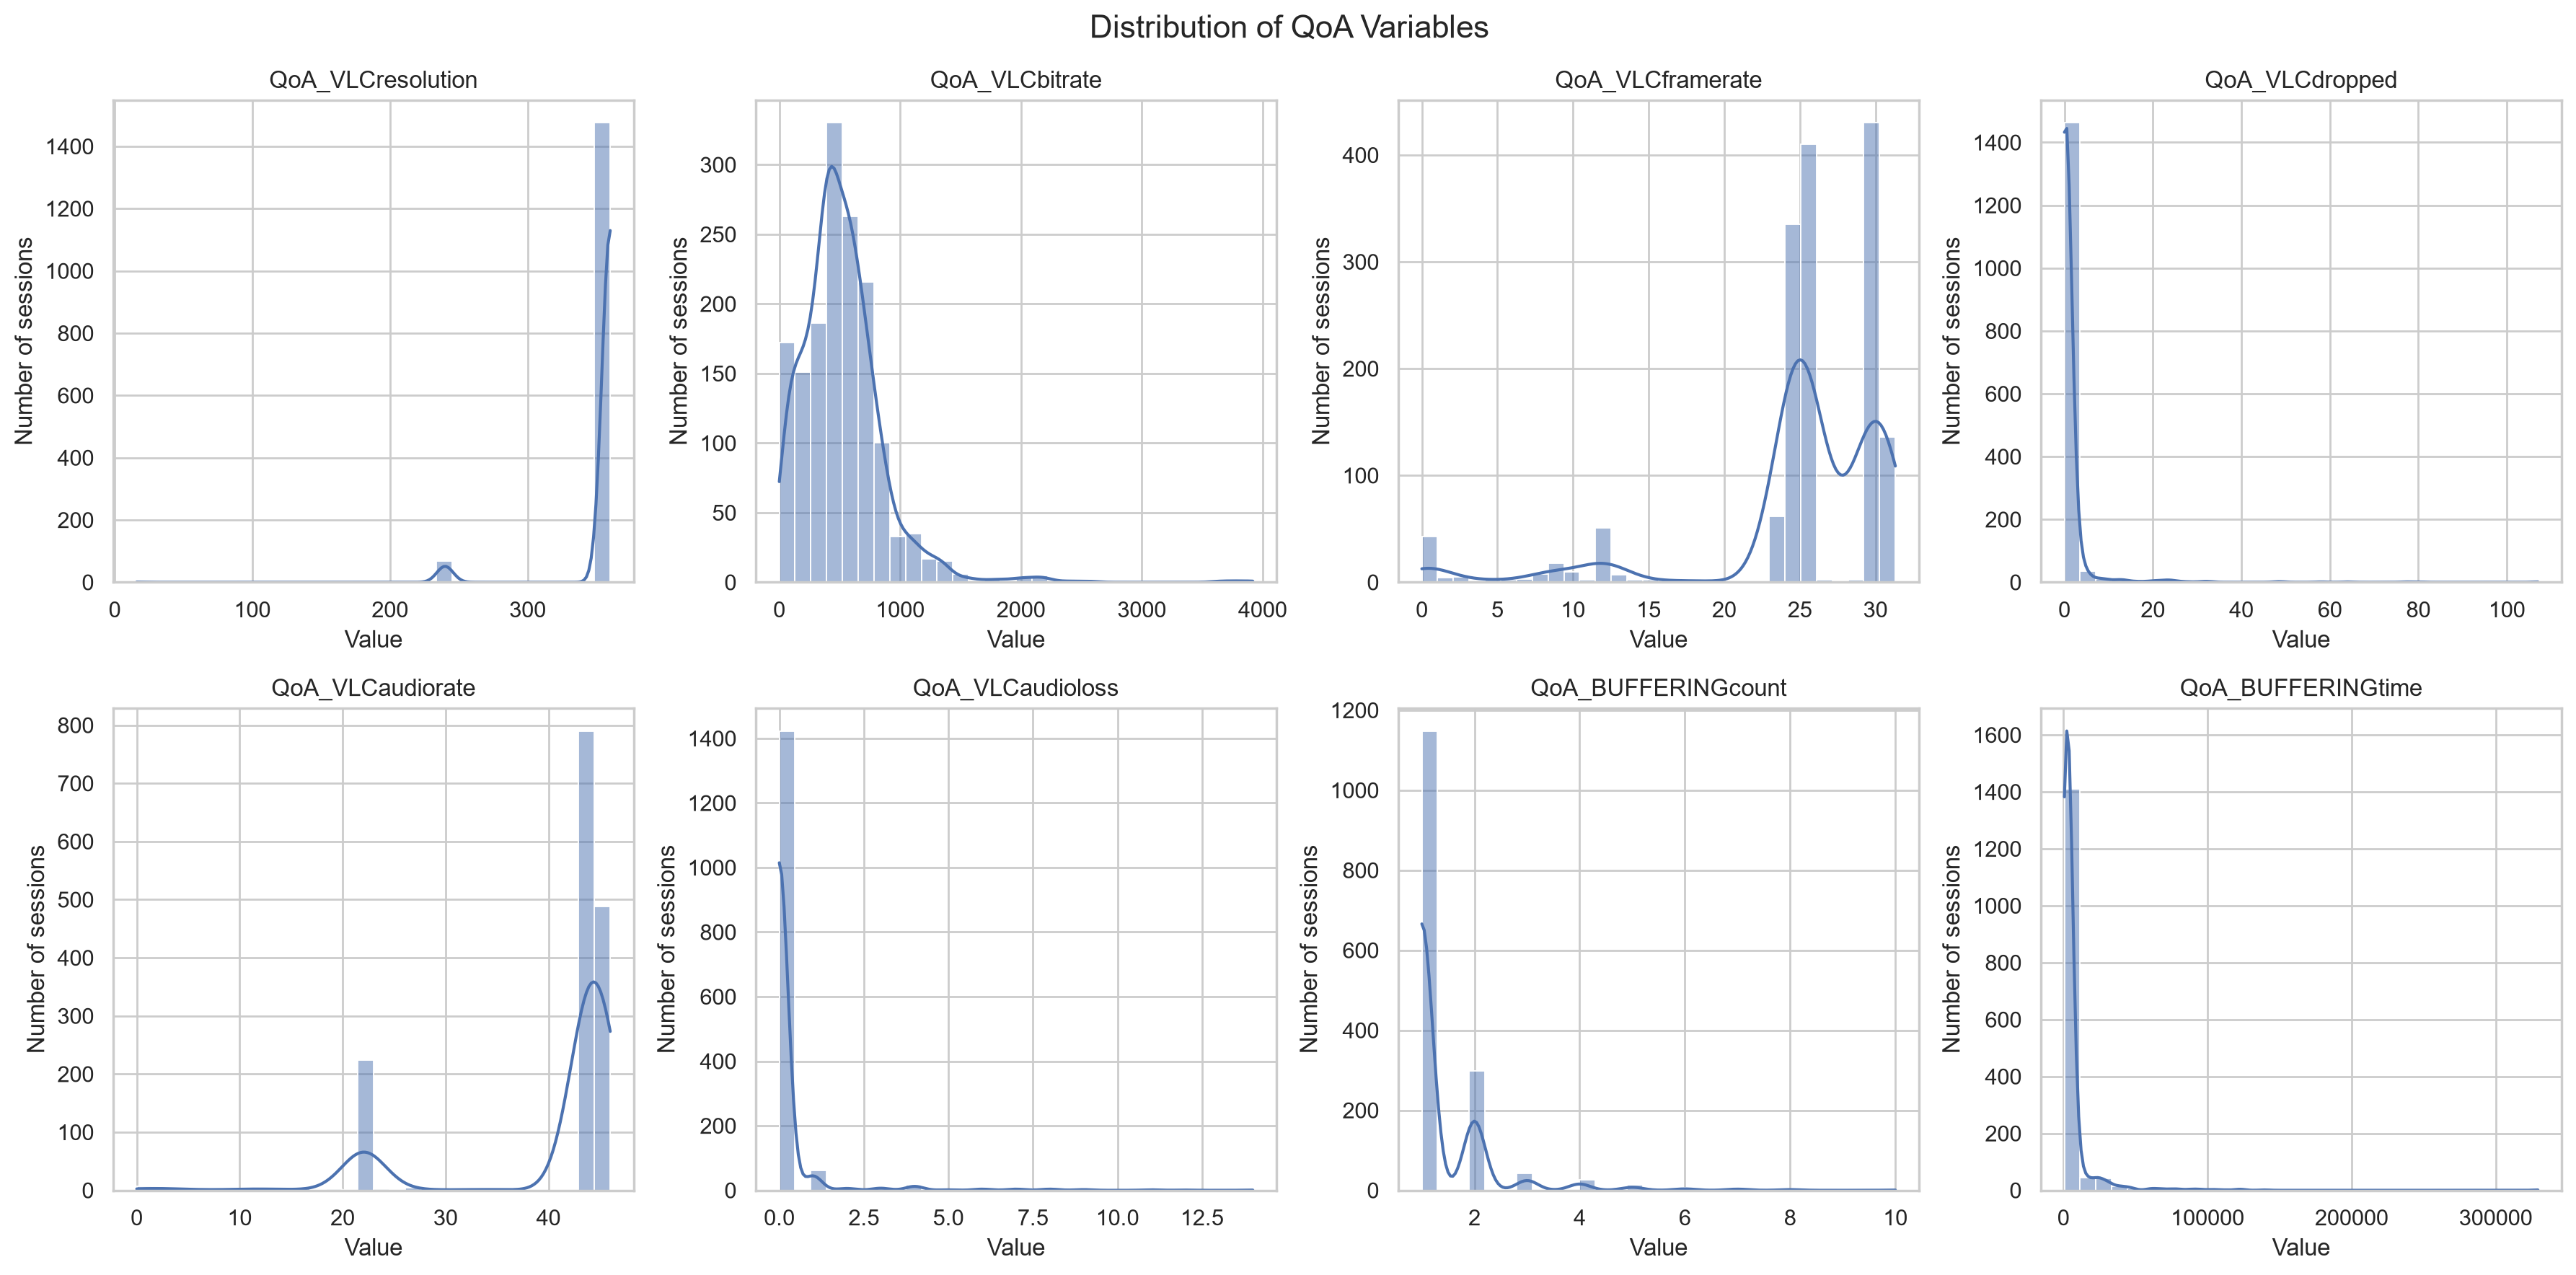 Distribution of QoA Variables
QoA_VLCresolution
Number of sessions
1400
1200
1000
800
600
400
200
0
0 100 200 300
Value
QoA_VLCbitrate
Number of sessions
300
250
200
150
100
50
0
0 1000 2000 3000 4000
Value
QoA_VLCframerate
Number of sessions
400
300
200
100
0
0 5 10 15 20 25 30
Value
QoA_VLCdropped
Number of sessions
1400
1200
1000
800
600
400
200
0
0 20 40 60 80 100
Value
QoA_VLCaudiorate
Number of sessions
800
700
600
500
400
300
200
100
0
0 10 20 30 40
Value
QoA_VLCaudioloss
Number of sessions
1400
1200
1000
800
600
400
200
0
0.0 2.5 5.0 7.5 10.0 12.5
Value
QoA_BUFFERINGcount
Number of sessions
1200
1000
800
600
400
200
0
2 4 6 8 10
Value
QoA_BUFFERINGtime
Number of sessions
1600
1400
1200
1000
800
600
400
200
0
0 100000 200000 300000
Value